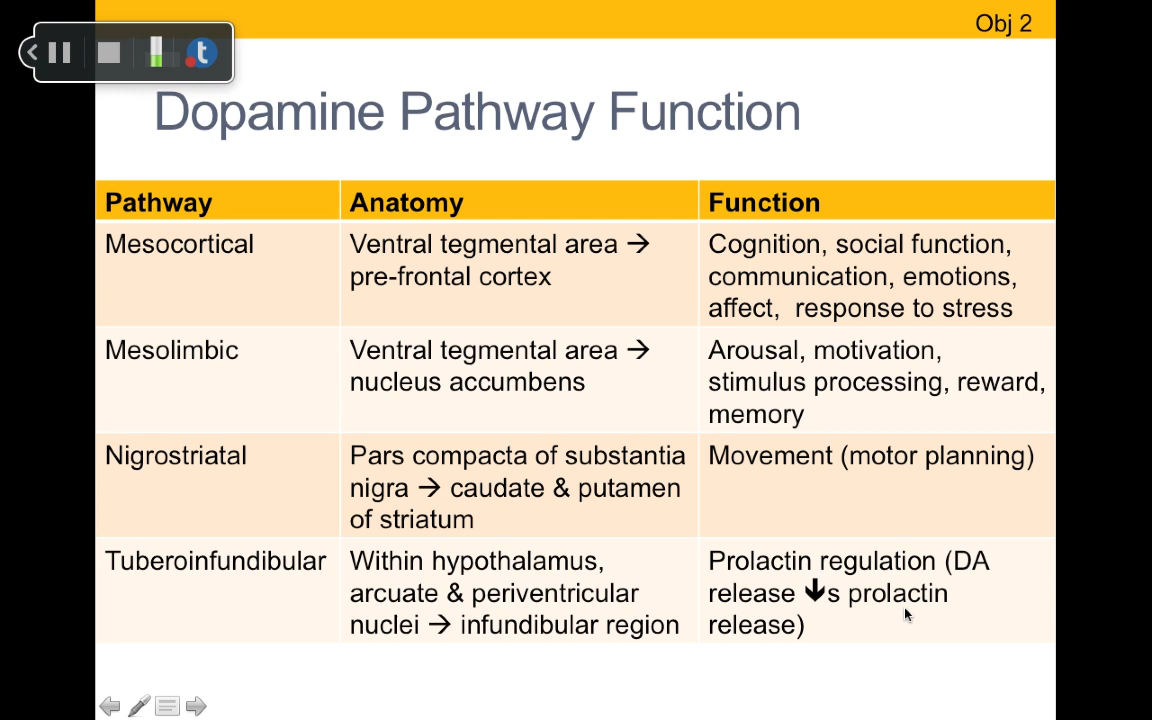 Obj 2
t
Dopamine Pathway Function
Pathway
Anatomy
Function
Mesocortical
Ventral tegmental area →
pre-frontal cortex
Cognition, social function,
communication, emotions,
affect, response to stress
Mesolimbic
Ventral tegmental area →
nucleus accumbens
Arousal, motivation,
stimulus processing, reward,
memory
Nigrostriatal
Pars compacta of substantia
nigra → caudate & putamen
of striatum
Movement (motor planning)
Tuberoinfundibular
Within hypothalamus,
arcuate & periventricular
nuclei → infundibular region
Prolactin regulation (DA
release ↓s prolactin
release)